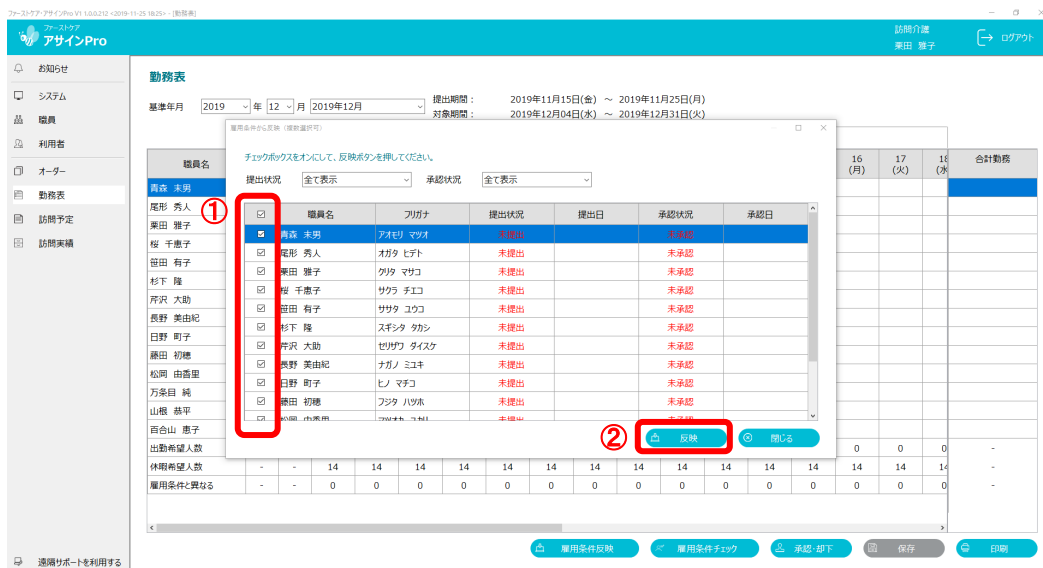 ファーストケア・アサインPro V1 1.0.0.212 <2019-11-25 18:25> - [勤務表]
ファーストケア
アサインPro
訪問介護
栗田 雅子
ログアウト
お知らせ
システム
職員
利用者
オーダー
勤務表
訪問予定
訪問実績
遠隔サポートを利用する
勤務表
基準年月 2019 年 12 月 2019年12月
提出期間： 2019年11月15日(金) ～ 2019年11月25日(月)
対象期間： 2019年12月04日(水) ～ 2019年12月31日(火)
職員名 16 17 18 合計勤務
(月) (火) (水
青森 末男
尾形 秀人
栗田 雅子
桜 千恵子
笹田 有子
杉下 隆
芹沢 大助
長野 美由紀
日野 町子
藤田 初穂
松岡 由香里
万条目 純
山根 恭平
百合山 恵子
出勤希望人数 0 0 0 -
休暇希望人数 - - 14 14 14 14 14 14 14 14 14 14 14 14 14 14 14 -
雇用条件と異なる - - 0 0 0 0 0 0 0 0 0 0 0 0 0 0 0 -
雇用条件から反映（複数選択可）
チェックボックスをオンにして、反映ボタンを押してください。
提出状況 全て表示 承認状況 全て表示
①
職員名 フリガナ 提出状況 提出日 承認状況 承認日
青森 末男 アオモリ マツオ 未提出 未承認
尾形 秀人 オガタ ヒデト 未提出 未承認
栗田 雅子 クリタ マサコ 未提出 未承認
桜 千恵子 サクラ チエコ 未提出 未承認
笹田 有子 ササタ ユウコ 未提出 未承認
杉下 隆 スギシタ タカシ 未提出 未承認
芹沢 大助 セリザワ ダイスケ 未提出 未承認
長野 美由紀 ナガノ ミユキ 未提出 未承認
日野 町子 ヒノ マチコ 未提出 未承認
藤田 初穂 フジタ ハツホ 未提出 未承認
松岡 由香里 マツオカ ユカリ 未提出 未承認
② 反映 閉じる
雇用条件反映 雇用条件チェック 承認・却下 保存 印刷